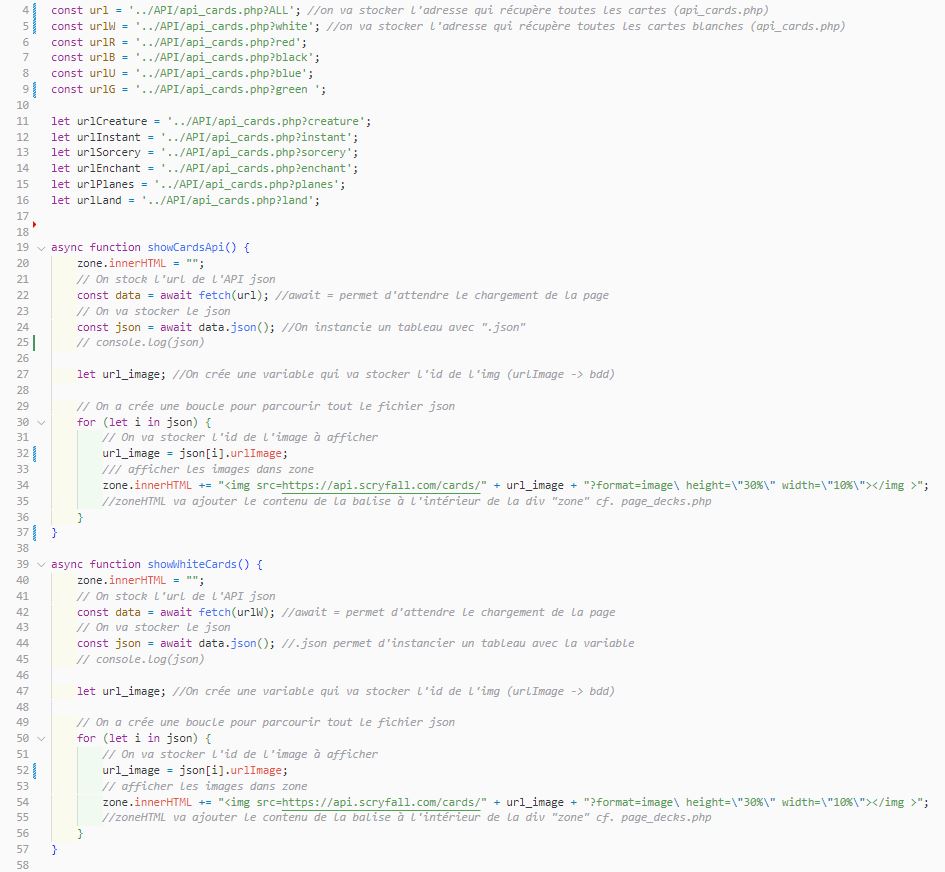 4 const url = '../API/api_cards.php?ALL'; //on va stocker l'adresse qui récupère toutes les cartes (api_cards.php)
5 const urlW = '../API/api_cards.php?white'; //on va stocker l'adresse qui récupère toutes les cartes blanches (api_cards.php)
6 const urlR = '../API/api_cards.php?red';
7 const urlB = '../API/api_cards.php?black';
8 const urlU = '../API/api_cards.php?blue';
9 const urlG = '../API/api_cards.php?green ';
10
11 let urlCreature = '../API/api_cards.php?creature';
12 let urlInstant = '../API/api_cards.php?instant';
13 let urlSorcery = '../API/api_cards.php?sorcery';
14 let urlEnchant = '../API/api_cards.php?enchant';
15 let urlPlanes = '../API/api_cards.php?planes';
16 let urlLand = '../API/api_cards.php?land';
17
18
19 async function showCardsApi() {
20     zone.innerHTML = "";
21     // On stock l'url de l'API json
22     const data = await fetch(url); //await = permet d'attendre le chargement de la page
23     // On va stocker le json
24     const json = await data.json(); //On instancie un tableau avec ".json"
25     // console.log(json)
26
27     let url_image; //On crée une variable qui va stocker l'id de l'img (urlImage -> bdd)
28
29     // On a crée une boucle pour parcourir tout le fichier json
30     for (let i in json) {
31         // On va stocker l'id de l'image à afficher
32         url_image = json[i].urlImage;
33         /// afficher les images dans zone
34         zone.innerHTML += "<img src=https://api.scryfall.com/cards/" + url_image + "?format=image\ height=\"30%\" width=\"10%\"></img >";
35         //zoneHTML va ajouter le contenu de la balise à l'intérieur de la div "zone" cf. page_decks.php
36     }
37 }
38
39 async function showWhiteCards() {
40     zone.innerHTML = "";
41     // On stock l'url de l'API json
42     const data = await fetch(urlW); //await = permet d'attendre le chargement de la page
43     // On va stocker le json
44     const json = await data.json(); //.json permet d'instancier un tableau avec la variable
45     // console.log(json)
46
47     let url_image; //On crée une variable qui va stocker l'id de l'img (urlImage -> bdd)
48
49     // On a crée une boucle pour parcourir tout le fichier json
50     for (let i in json) {
51         // On va stocker l'id de l'image à afficher
52         url_image = json[i].urlImage;
53         // afficher les images dans zone
54         zone.innerHTML += "<img src=https://api.scryfall.com/cards/" + url_image + "?format=image\ height=\"30%\" width=\"10%\"></img >";
55         //zoneHTML va ajouter le contenu de la balise à l'intérieur de la div "zone" cf. page_decks.php
56     }
57 }
58